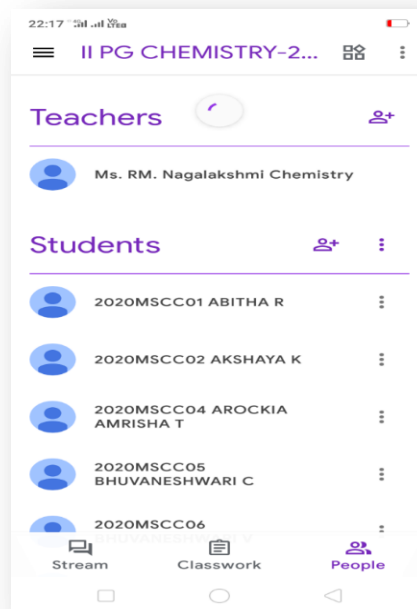 22:17
II PG CHEMISTRY-2...
Teachers
Ms. RM. Nagalakshmi Chemistry
Students
2020MSCC01 ABITHA R
2020MSCC02 AKSHAYA K
2020MSCC04 AROCKIA
AMRISHA T
2020MSCC05
BHUVANESHWARI C
2020MSCC06
BHUVANESHWARI V
Stream
Classwork
People